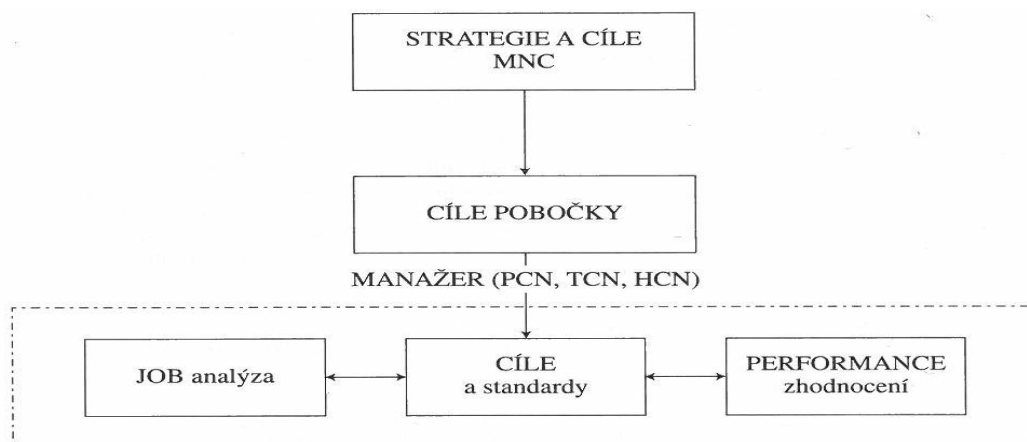 STRATEGIE A CÍLE
MNC
CÍLE POBOČKY
MANAŽER (PCN, TCN, HCN)
JOB analýza
CÍLE
a standardy
PERFORMANCE
zhodnocení